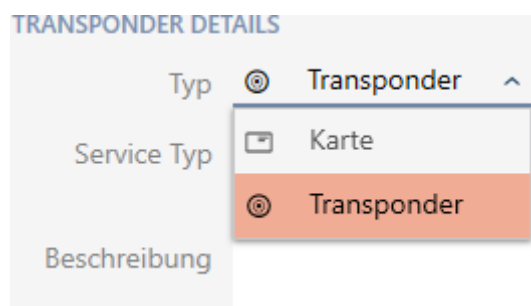 TRANSPONDER DETAILS
Typ Transponder
Karte
Service Typ
Transponder
Beschreibung